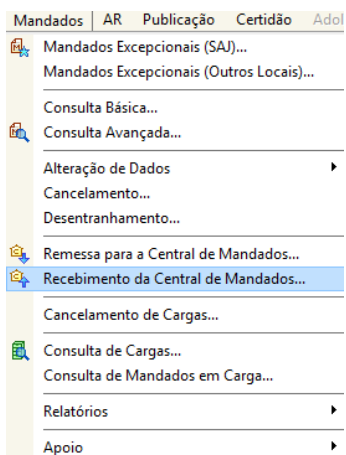 Mandados AR Publicação Certidão Adol
Mandados Excepcionais (SAJ)...
Mandados Excepcionais (Outros Locais)...
Consulta Básica...
Consulta Avançada...
Alteração de Dados
Cancelamento...
Desentranhamento...
Remessa para a Central de Mandados...
Recebimento da Central de Mandados...
Cancelamento de Cargas...
Consulta de Cargas...
Consulta de Mandados em Carga...
Relatórios
Apoio